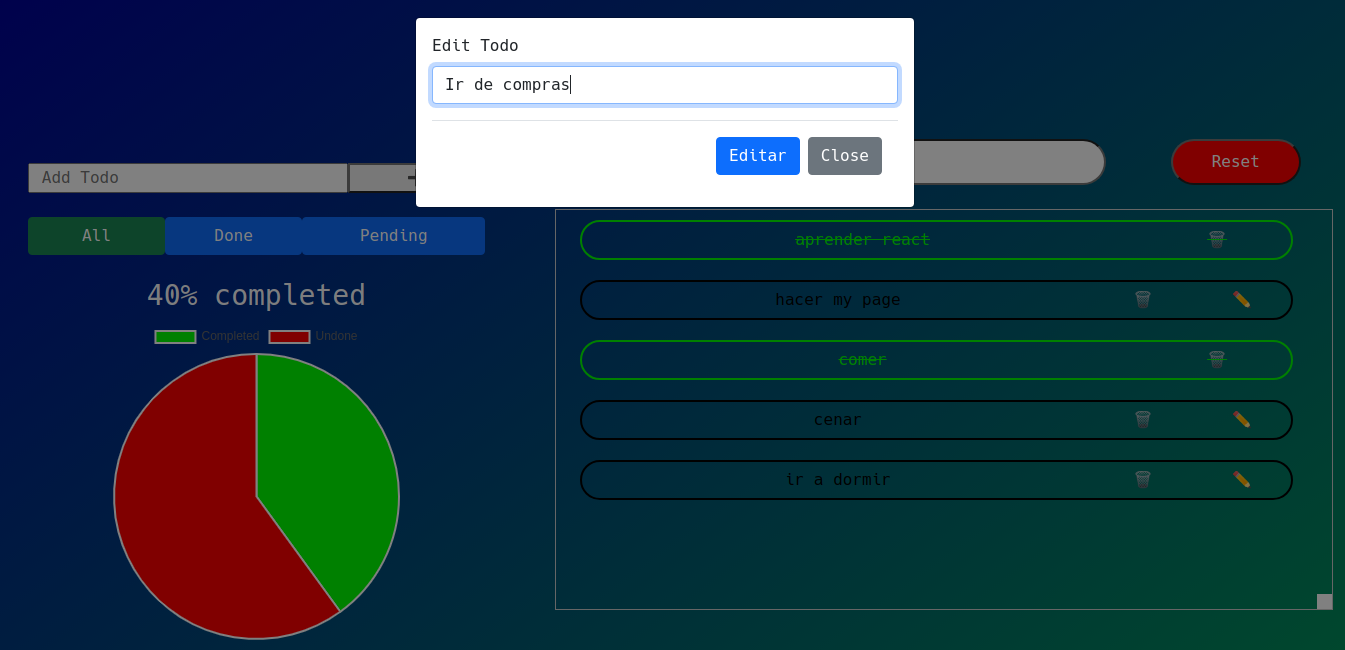 Edit Todo
Ir de compras
Editar Close
Add Todo
Reset
All Done Pending
40% completed
Completed Undone
aprender react
hacer my page
comer
cenar
ir a dormir